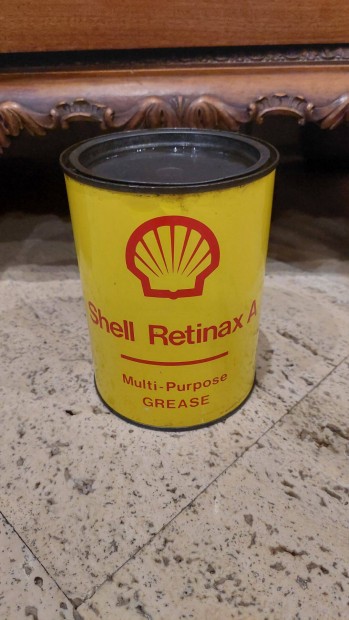 Shell Retinax A
Multi-Purpose
GREASE